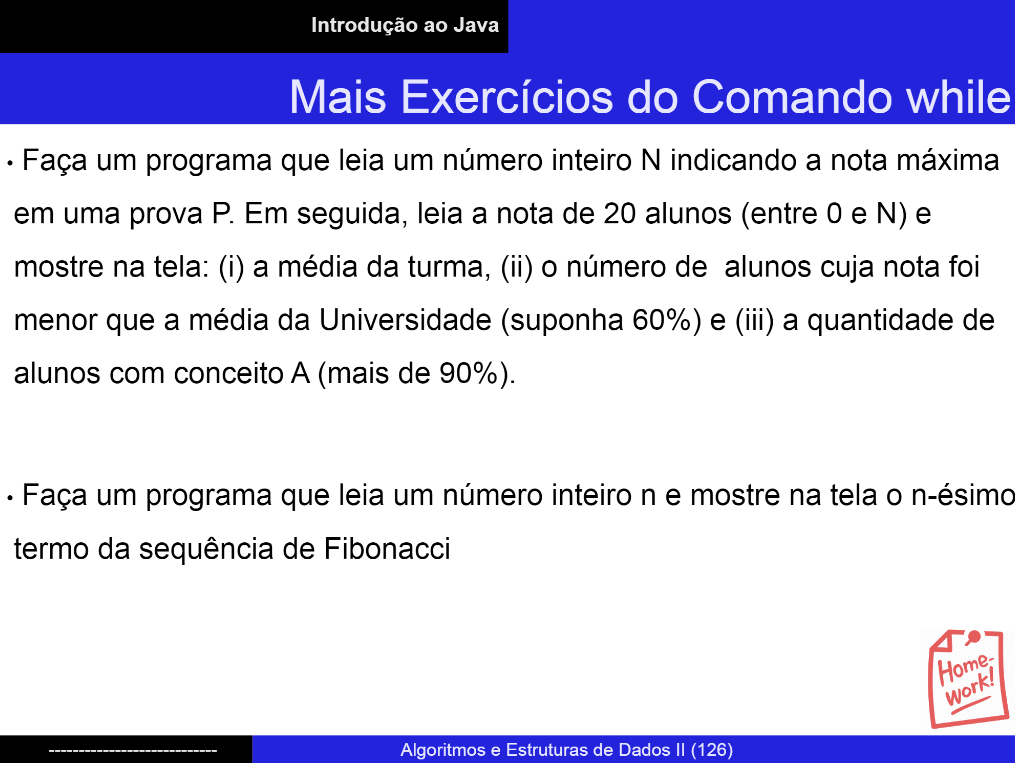 Introdução ao Java
Mais Exercícios do Comando while
• Faça um programa que leia um número inteiro N indicando a nota máxima
em uma prova P. Em seguida, leia a nota de 20 alunos (entre 0 e N) e
mostre na tela: (i) a média da turma, (ii) o número de  alunos cuja nota foi
menor que a média da Universidade (suponha 60%) e (iii) a quantidade de
alunos com conceito A (mais de 90%).
• Faça um programa que leia um número inteiro n e mostre na tela o n-ésimo
termo da sequência de Fibonacci
Home-
work!
----------------------------
Algoritmos e Estruturas de Dados II (126)